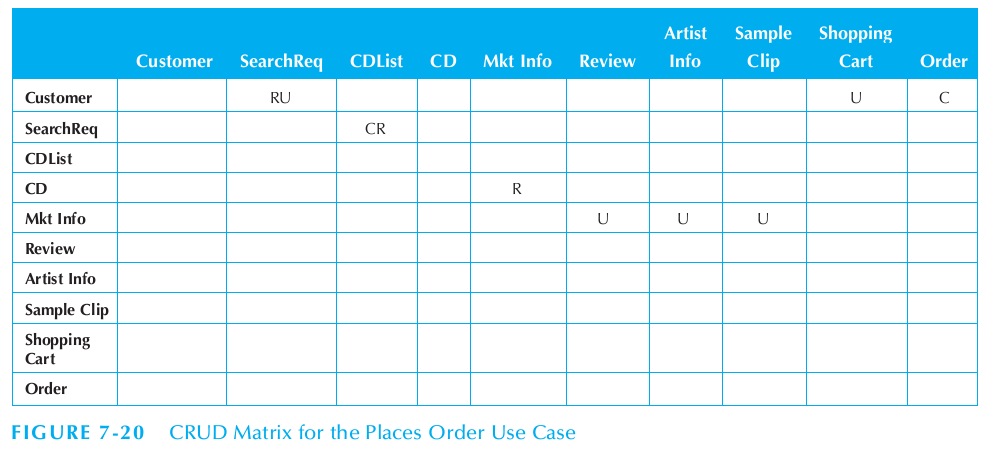 Customer SearchReq CDList CD Mkt Info Review Artist Info Sample Clip Shopping Cart Order
Customer RU U C
SearchReq CR
CDList
CD R
Mkt Info U U U
Review
Artist Info
Sample Clip
Shopping
Cart
Order
FIGURE 7-20 CRUD Matrix for the Places Order Use Case